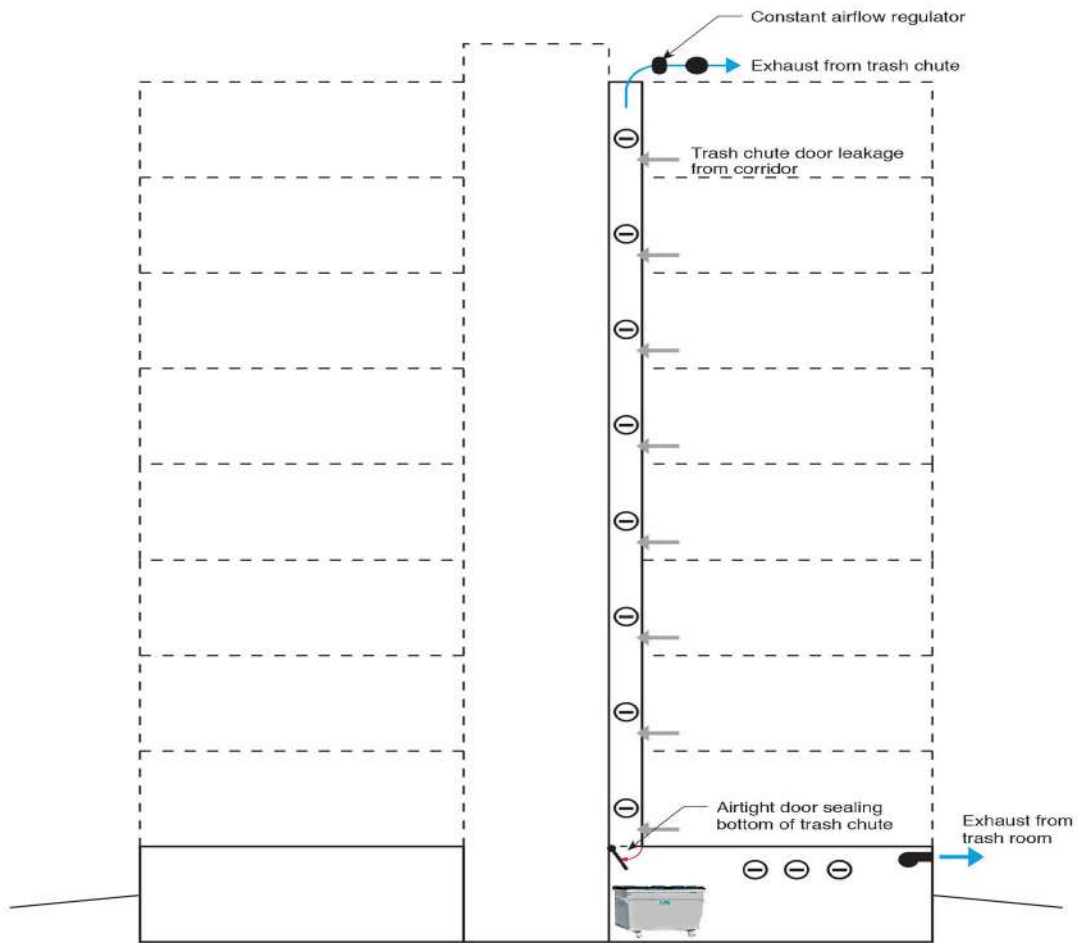 Constant airflow regulator
Exhaust from trash chute
Trash chute door leakage
from corridor
Airtight door sealing
bottom of trash chute
Exhaust from
trash room